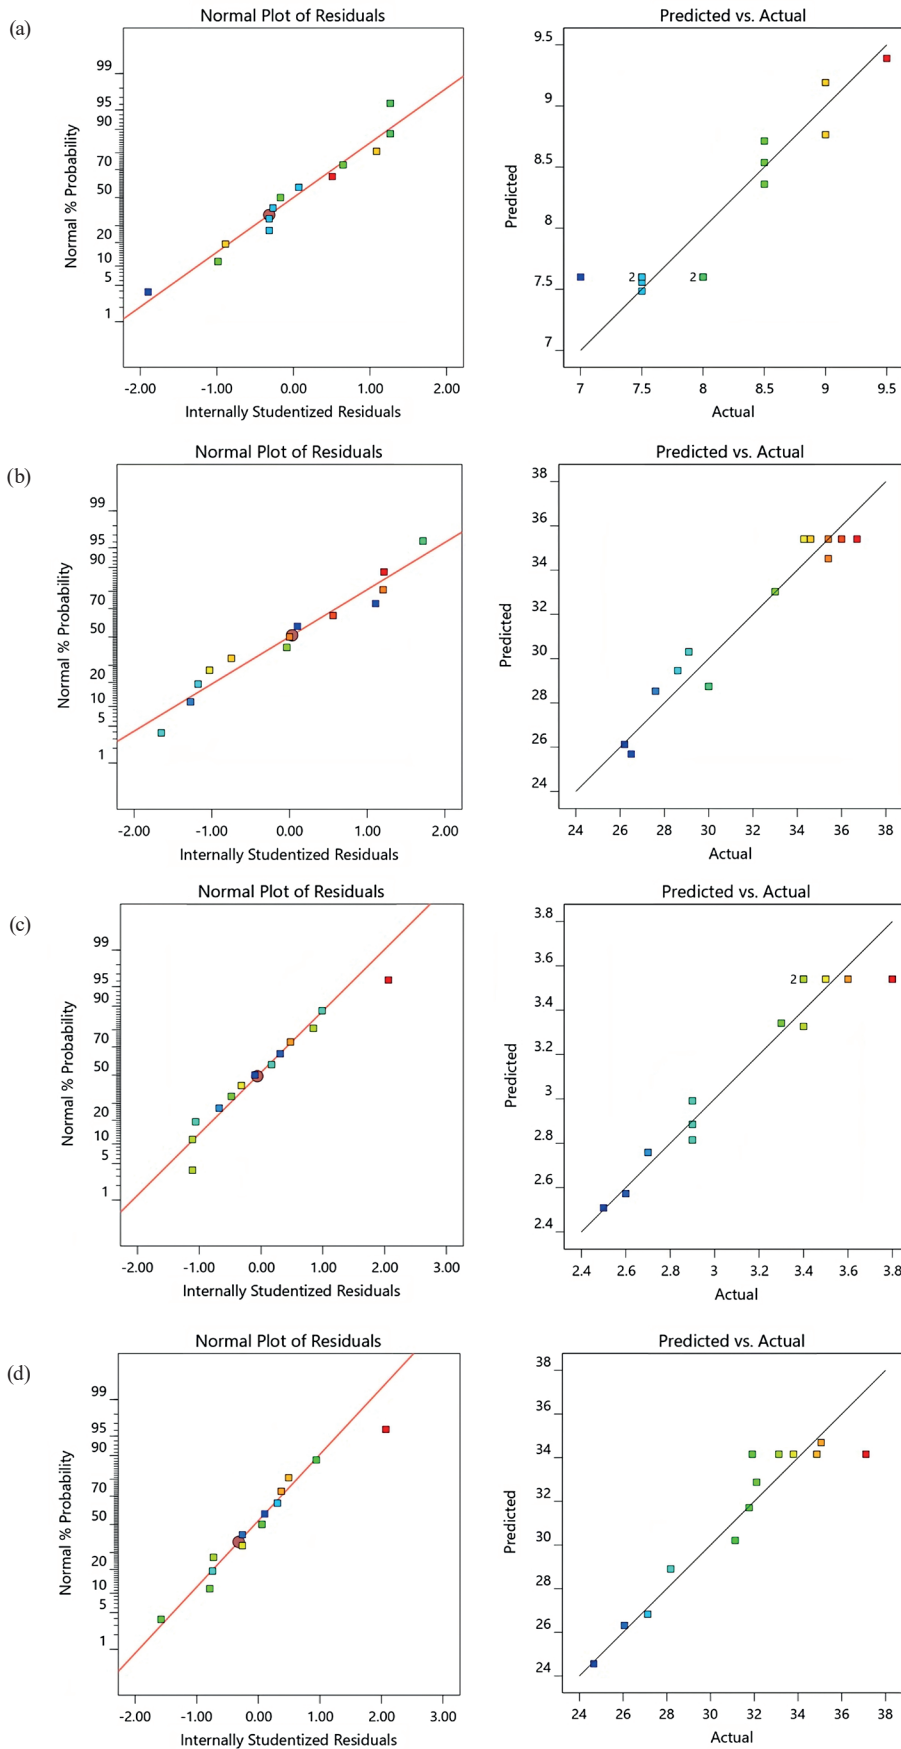 (a)
Normal Plot of Residuals
Normal % Probability
99
95
90
70
50
20
10
5
1
-2.00 -1.00 0.00 1.00 2.00
Internally Studentized Residuals
Predicted vs. Actual
Predicted
9.5
9
8.5
8
7.5
7
2 2
7 7.5 8 8.5 9 9.5
Actual
(b)
Normal Plot of Residuals
Normal % Probability
99
95
90
70
50
20
10
5
1
-2.00 -1.00 0.00 1.00 2.00
Internally Studentized Residuals
Predicted vs. Actual
Predicted
38
36
34
32
30
28
26
24
24 26 28 30 32 34 36 38
Actual
(c)
Normal Plot of Residuals
Normal % Probability
99
95
90
70
50
20
10
5
1
-2.00 -1.00 0.00 1.00 2.00 3.00
Internally Studentized Residuals
Predicted vs. Actual
Predicted
3.8
3.6
3.4
3.2
3
2.8
2.6
2.4
2
2.4 2.6 2.8 3 3.2 3.4 3.6 3.8
Actual
(d)
Normal Plot of Residuals
Normal % Probability
99
95
90
70
50
20
10
5
1
-2.00 -1.00 0.00 1.00 2.00 3.00
Internally Studentized Residuals
Predicted vs. Actual
Predicted
38
36
34
32
30
28
26
24
24 26 28 30 32 34 36 38
Actual